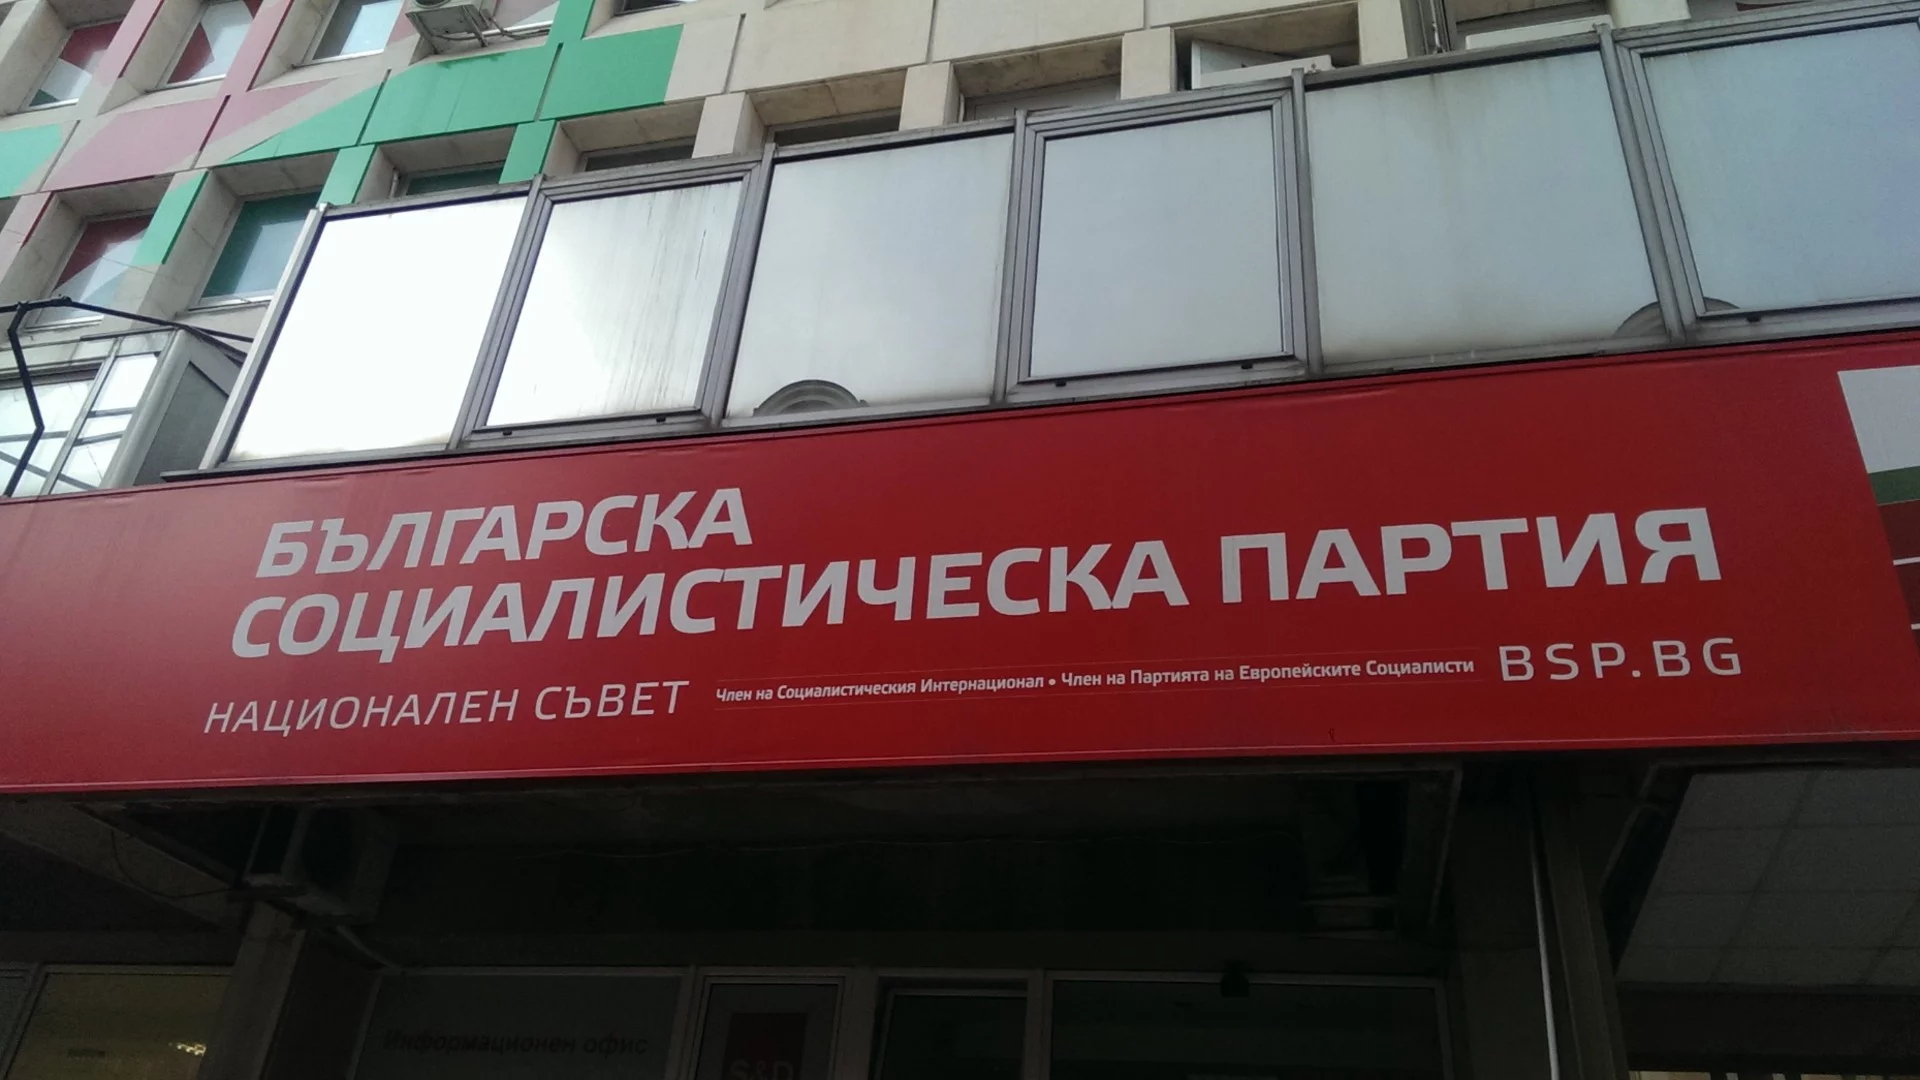 БЪЛГАРСКА
СОЦИАЛИСТИЧЕСКА ПАРТИЯ
НАЦИОНАЛЕН СЪВЕТ Член на Социалистическия Интернационал • Член на Партията на Европейските Социалисти BSP.BG
Информационен офис
S&D